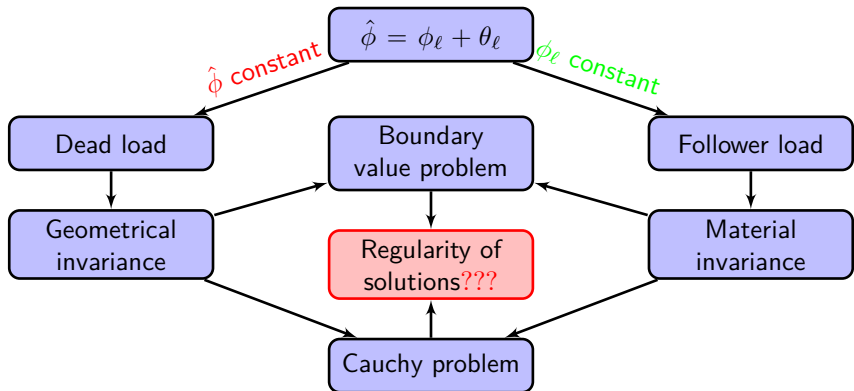 ϕ̂ = ϕ_ℓ + θ_ℓ
ϕ̂ constant
ϕ_ℓ constant
Dead load
Boundary
value problem
Follower load
Geometrical
invariance
Regularity of
solutions???
Material
invariance
Cauchy problem